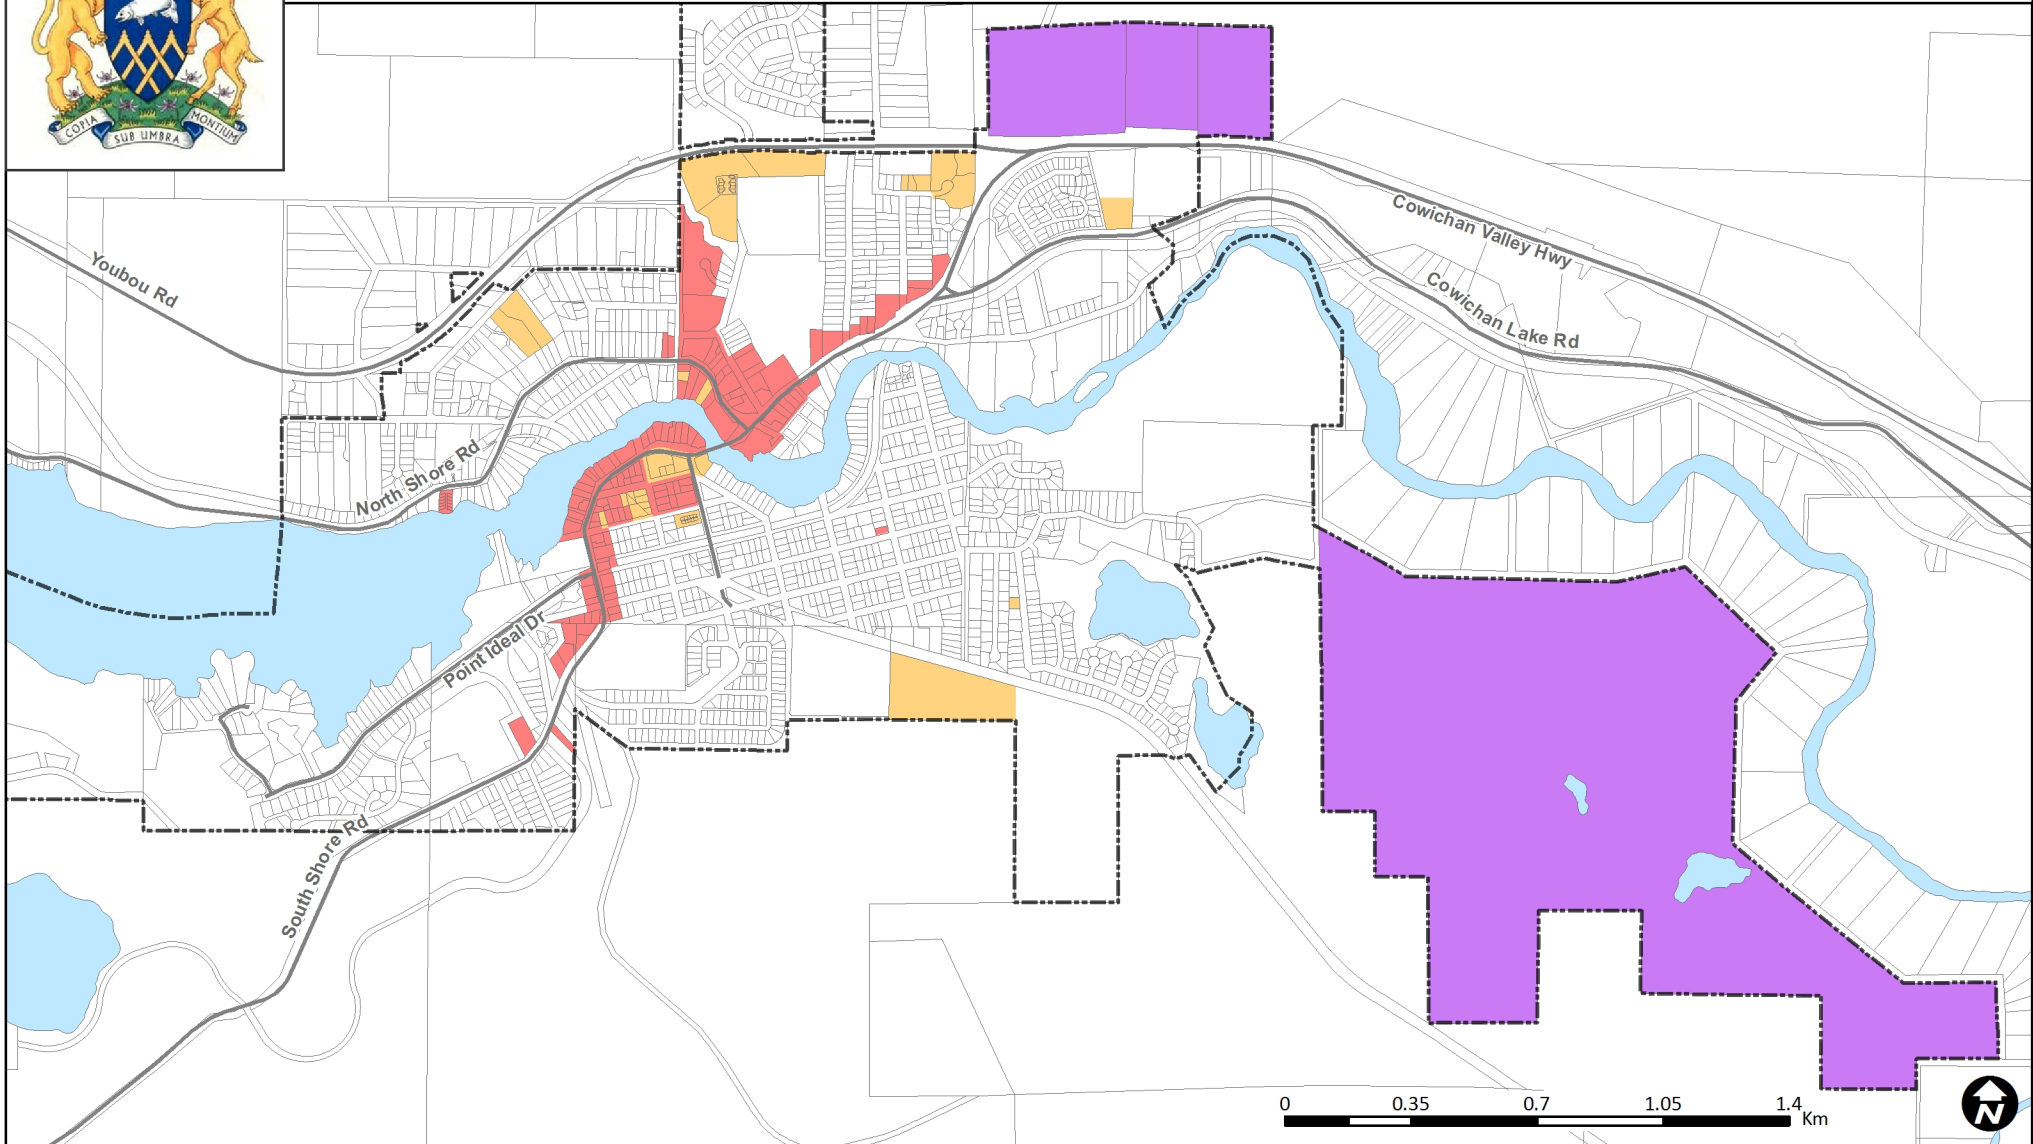 COPIA SUB UMBRA MONTIUM
Youbou Rd
Cowichan Valley Hwy
Cowichan Lake Rd
North Shore Rd
Point Ideal Dr
South Shore Rd
0 0.35 0.7 1.05 1.4 Km
N